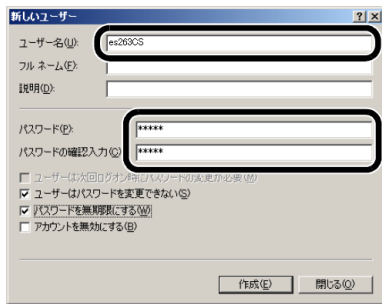 新しいユーザー
ユーザー名(U):
es263CS
フル ネーム(F):
説明(D):
パスワード(P):
*****
パスワードの確認入力(C):
*****
ユーザーは次回ログオン時にパスワードの変更が必要(M)
ユーザーはパスワードを変更できない(S)
パスワードを無期限にする(W)
アカウントを無効にする(B)
作成(E)
閉じる(O)